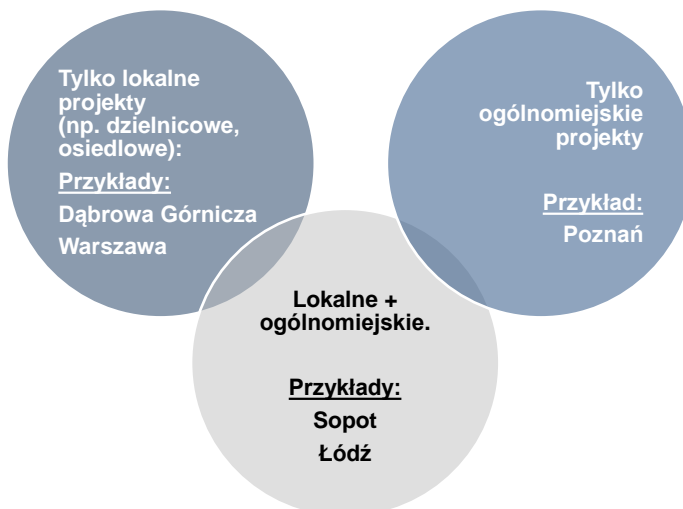 Tylko lokalne
projekty
(np. dzielnicowe,
osiedlowe):
Przykłady:
Dąbrowa Górnicza
Warszawa
Tylko
ogólnomiejskie
projekty
Przykład:
Poznań
Lokalne +
ogólnomiejskie.
Przykłady:
Sopot
Łódź